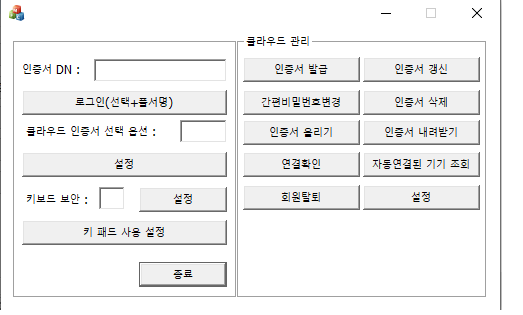 인증서 DN :
로그인(선택+풀서명)
클라우드 인증서 선택 옵션 :
설정
키보드 보안 :
설정
키 패드 사용 설정
종료
클라우드 관리
인증서 발급
인증서 갱신
간편비밀번호변경
인증서 삭제
인증서 올리기
인증서 내려받기
연결확인
자동연결된 기기 조회
회원탈퇴
설정